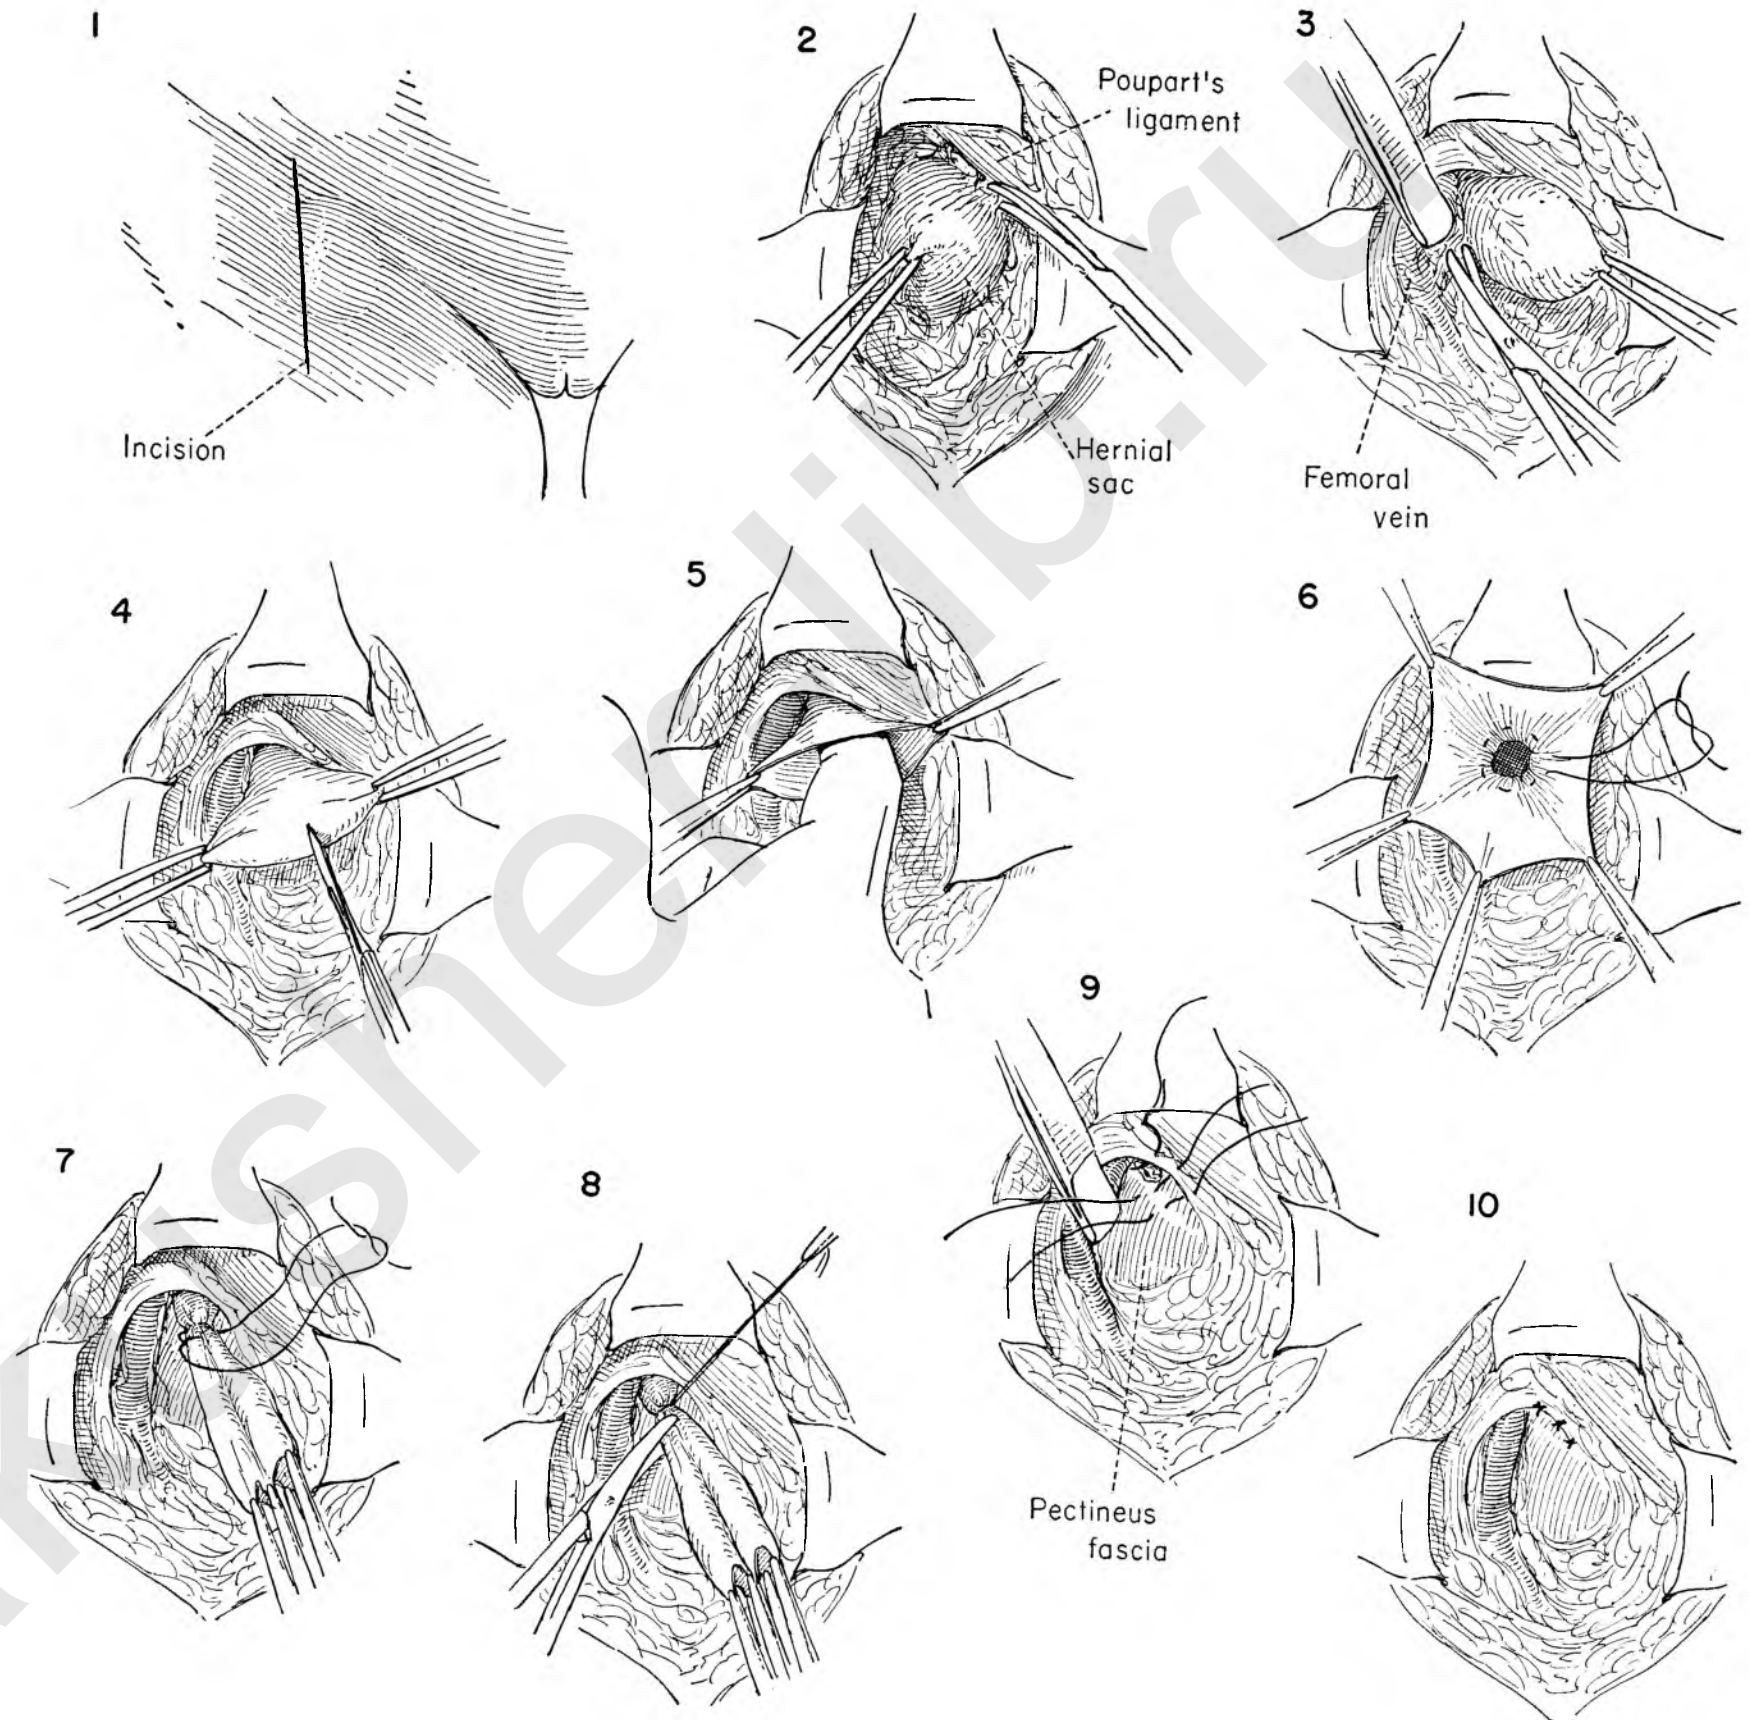 1
2
3
Poupart's
ligament
Incision
Hernial
sac
Femoral
vein
4
5
6
7
8
9
10
Pectineus
fascia